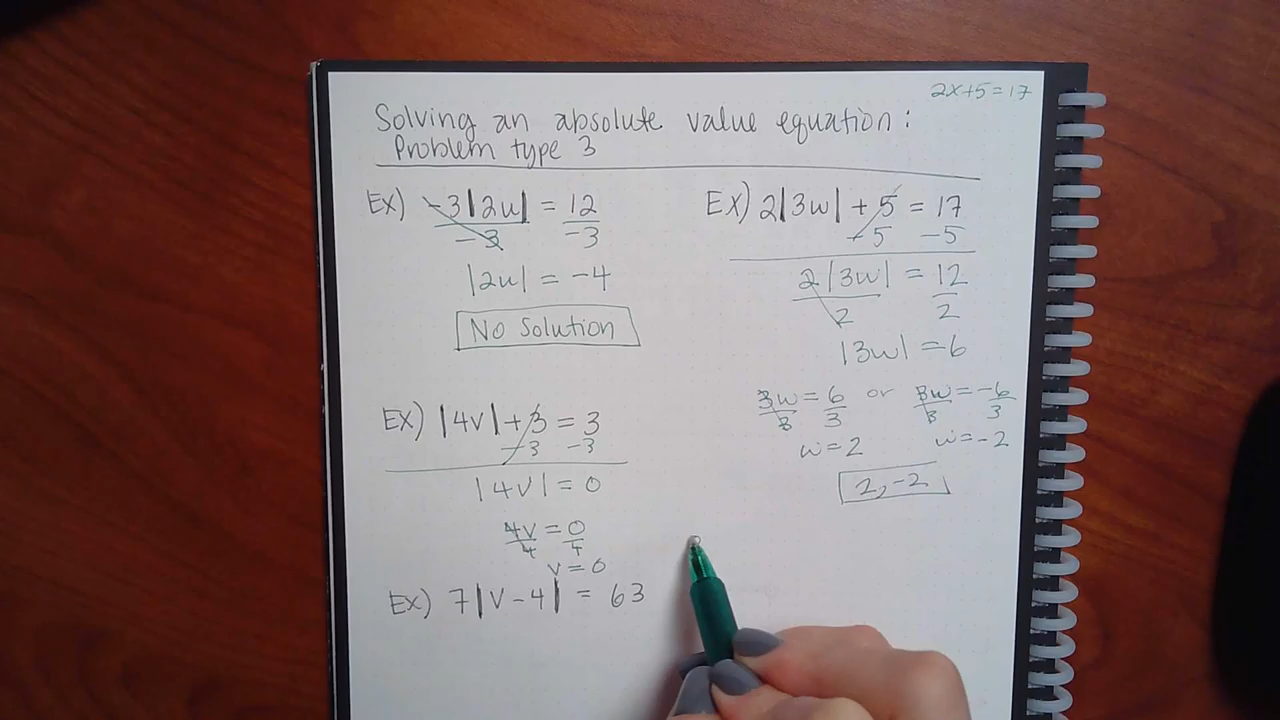 2x+5=17
Solving an absolute value equation:
Problem type 3
Ex) -3|2u| = 12
-3 -3
|2u| = -4
No Solution
Ex) 2|3w| + 5 = 17
-5 -5
2|3w| = 12
2 2
|3w| = 6
3w = 6 or 3w = -6
3 3 3 3
w = 2 w = -2
2, -2
Ex) |4v| + 3 = 3
-3 -3
|4v| = 0
4v = 0
4 4
v = 0
Ex) 7|v - 4| = 63